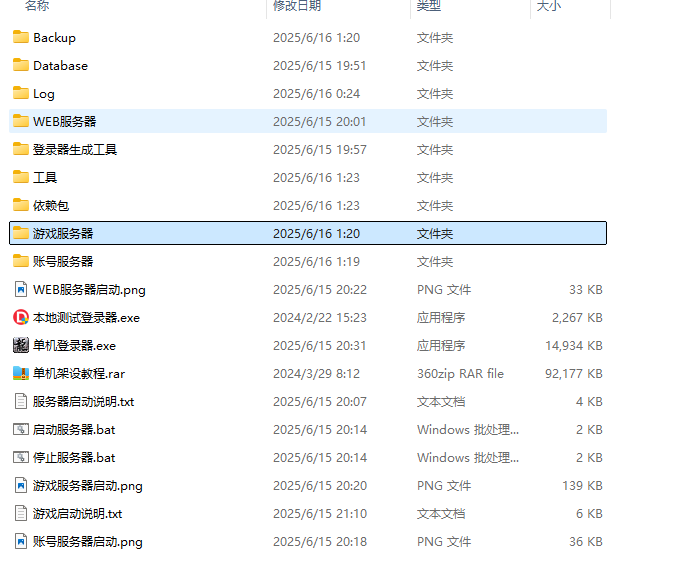 名称 修改日期 类型 大小
Backup 2025/6/16 1:20 文件夹
Database 2025/6/15 19:51 文件夹
Log 2025/6/16 0:24 文件夹
WEB服务器 2025/6/15 20:01 文件夹
登录器生成工具 2025/6/15 19:57 文件夹
工具 2025/6/16 1:23 文件夹
依赖包 2025/6/16 1:23 文件夹
游戏服务器 2025/6/16 1:20 文件夹
账号服务器 2025/6/16 1:19 文件夹
WEB服务器启动.png 2025/6/15 20:22 PNG 文件 33 KB
本地测试登录器.exe 2024/2/22 15:23 应用程序 2,267 KB
单机登录器.exe 2025/6/15 20:31 应用程序 14,934 KB
单机架设教程.rar 2024/3/29 8:12 360zip RAR file 92,177 KB
服务器启动说明.txt 2025/6/15 20:07 文本文档 4 KB
启动服务器.bat 2025/6/15 20:14 Windows 批处理... 2 KB
停止服务器.bat 2025/6/15 20:14 Windows 批处理... 2 KB
游戏服务器启动.png 2025/6/15 20:20 PNG 文件 139 KB
游戏启动说明.txt 2025/6/15 21:10 文本文档 6 KB
账号服务器启动.png 2025/6/15 20:18 PNG 文件 36 KB